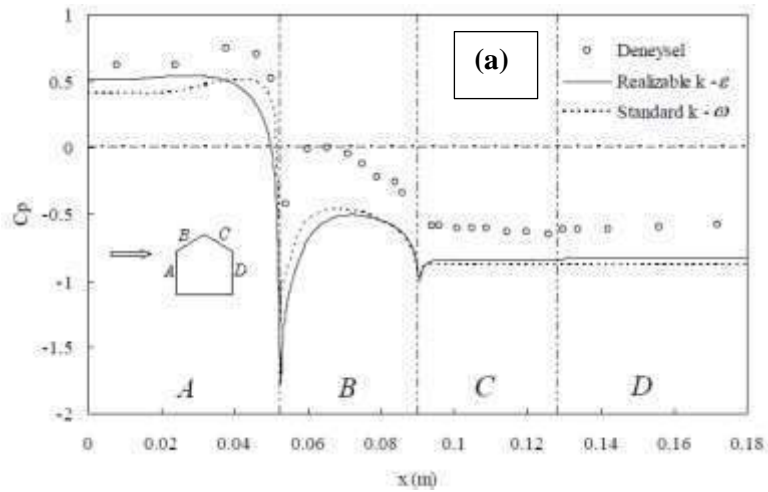 (a)
Deneysel
Realizable k - ε
Standard k - ω
Cp
1
0.5
0
-0.5
-1
-1.5
-2
B C
A D
A B C D
0 0.02 0.04 0.06 0.08 0.1 0.12 0.14 0.16 0.18
x (m)